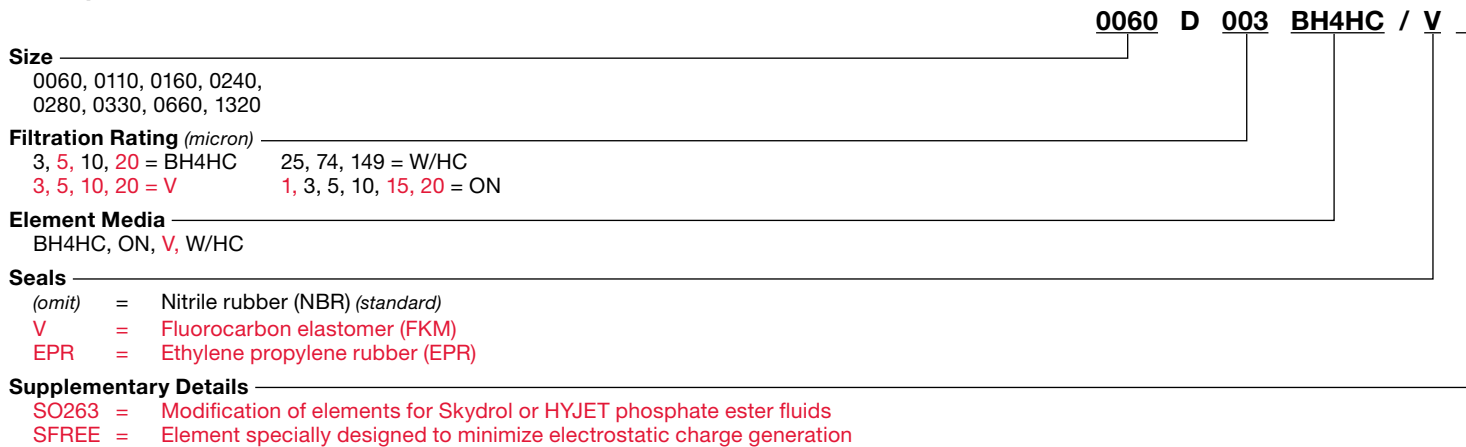 0060 D 003 BH4HC / V
Size
0060, 0110, 0160, 0240,
0280, 0330, 0660, 1320
Filtration Rating (micron)
3, 5, 10, 20 = BH4HC 25, 74, 149 = W/HC
3, 5, 10, 20 = V 1, 3, 5, 10, 15, 20 = ON
Element Media
BH4HC, ON, V, W/HC
Seals
(omit) = Nitrile rubber (NBR) (standard)
V = Fluorocarbon elastomer (FKM)
EPR = Ethylene propylene rubber (EPR)
Supplementary Details
SO263 = Modification of elements for Skydrol or HYJET phosphate ester fluids
SFREE = Element specially designed to minimize electrostatic charge generation